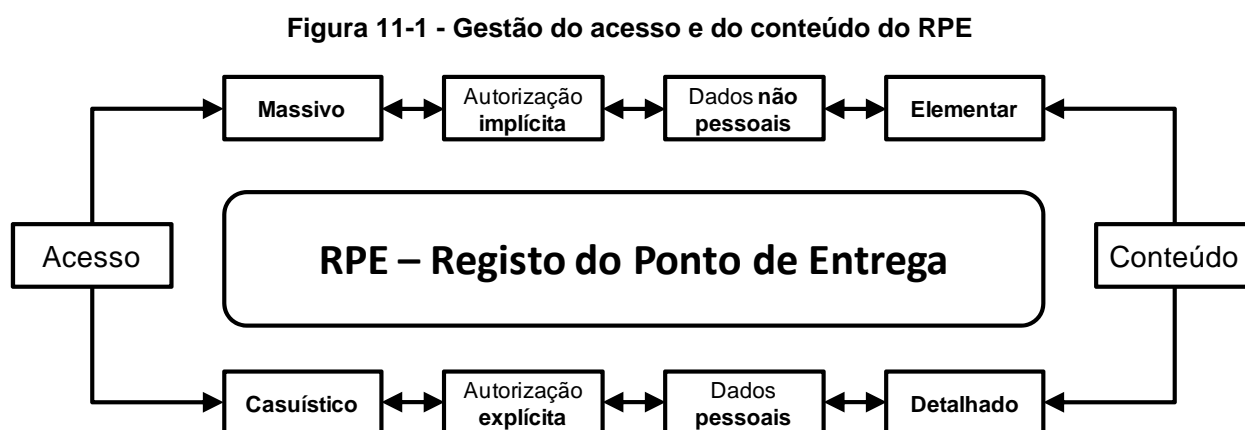 Figura 11-1 - Gestão do acesso e do conteúdo do RPE
Massivo
Autorização
implícita
Dados não
pessoais
Elementar
Acesso
RPE – Registo do Ponto de Entrega
Conteúdo
Casuístico
Autorização
explícita
Dados
pessoais
Detalhado